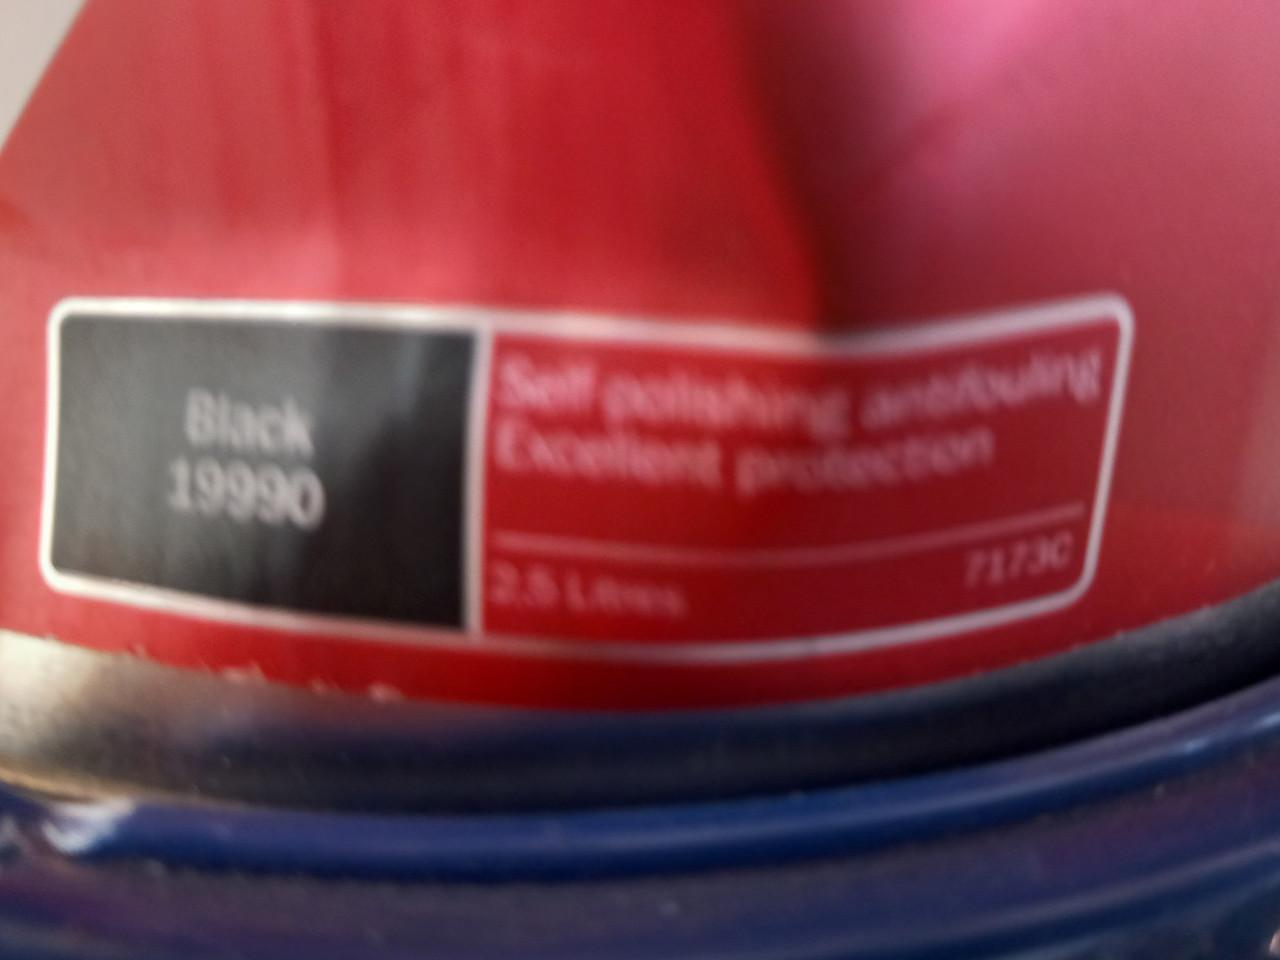 Black
19990
Self polishing antifouling
Excellent protection
2.5 Litres
7173C